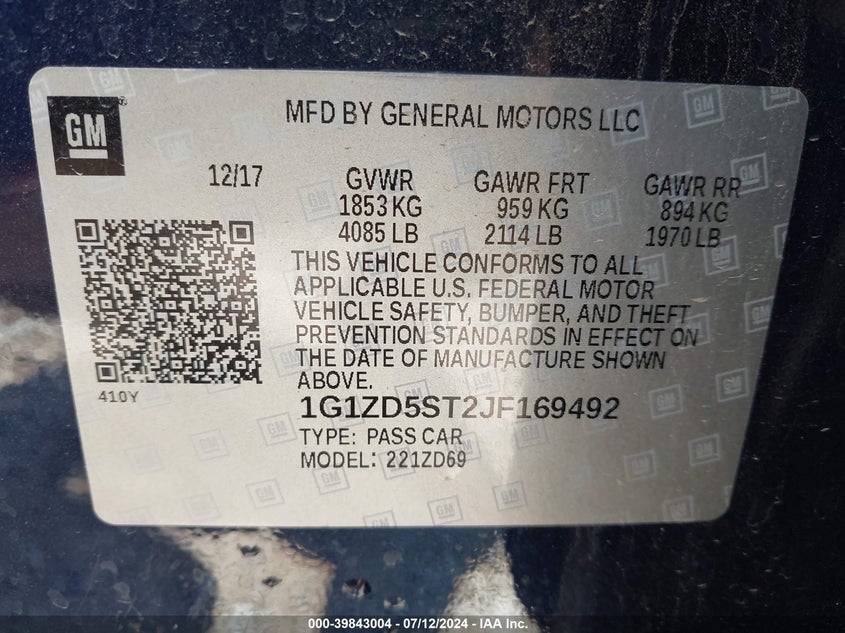 GM
MFD BY GENERAL MOTORS LLC
12/17 GVWR GAWR FRT GAWR RR
1853 KG 959 KG 894 KG
4085 LB 2114 LB 1970 LB
THIS VEHICLE CONFORMS TO ALL
APPLICABLE U.S. FEDERAL MOTOR
VEHICLE SAFETY, BUMPER, AND THEFT
PREVENTION STANDARDS IN EFFECT ON
THE DATE OF MANUFACTURE SHOWN
ABOVE.
410Y
1G1ZD5ST2JF169492
TYPE: PASS CAR
MODEL: 221ZD69
000-39843004 - 07/12/2024 - IAA Inc.